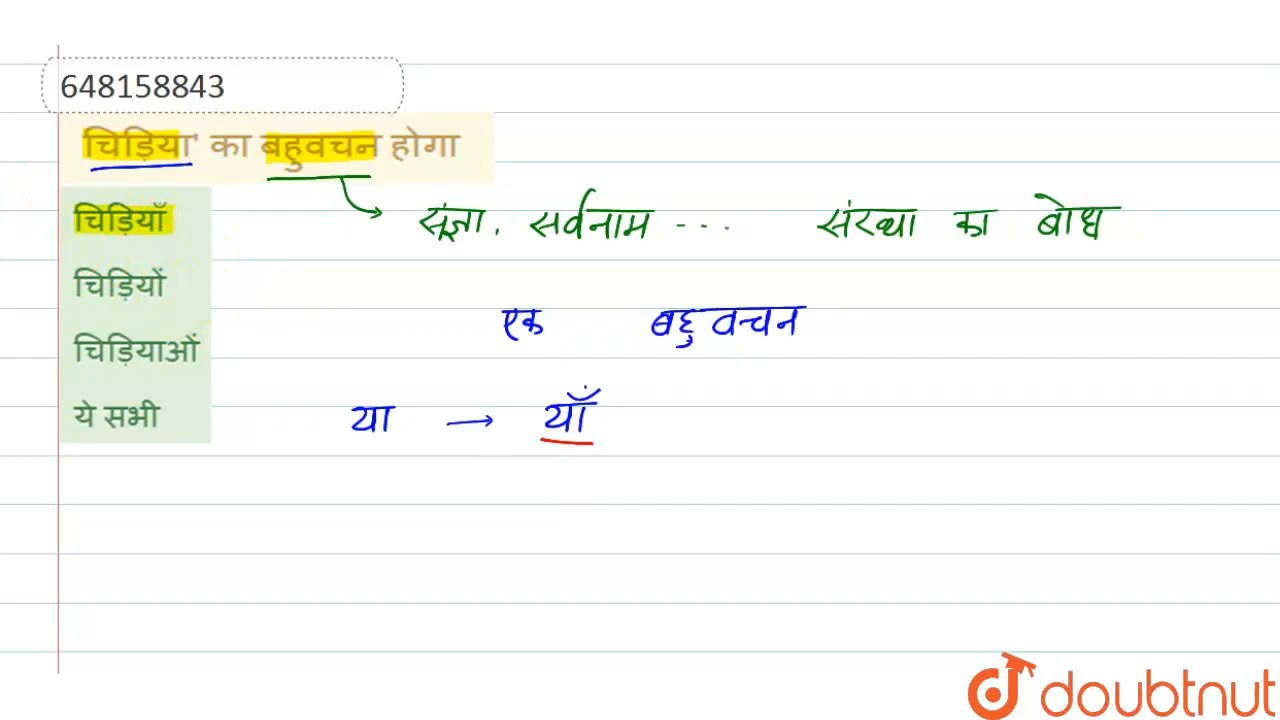 648158843
चिड़िया' का बहुवचन होगा
चिड़ियाँ
संज्ञा, सर्वनाम --- संख्या का बोध
चिड़ियों
एक बहुवचन
चिड़ियाओं
या → याँ
ये सभी
doubtnut